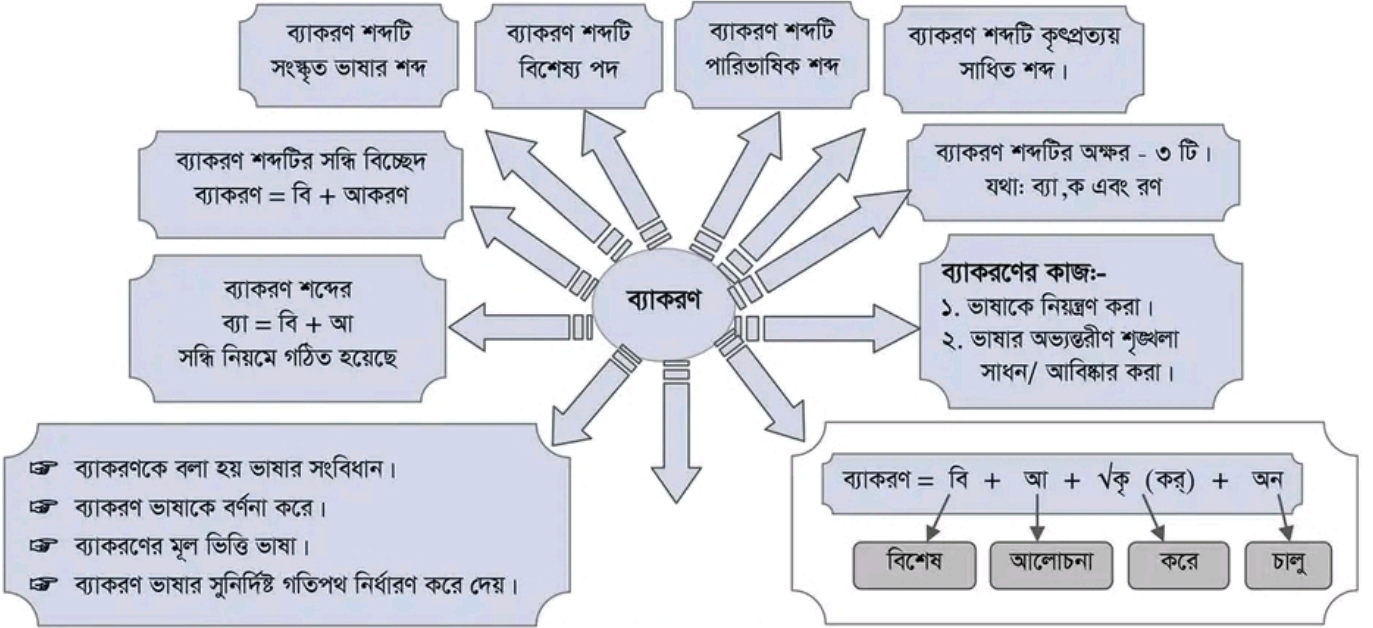 ব্যাকরণ শব্দটি
সংস্কৃত ভাষার শব্দ
ব্যাকরণ শব্দটি
বিশেষ্য পদ
ব্যাকরণ শব্দটি
পারিভাষিক শব্দ
ব্যাকরণ শব্দটি কৃৎপ্রত্যয়
সাধিত শব্দ।
ব্যাকরণ শব্দটির সন্ধি বিচ্ছেদ
ব্যাকরণ = বি + আকরণ
ব্যাকরণ শব্দটির অক্ষর - ৩ টি।
যথা: ব্যা,ক এবং রণ
ব্যাকরণ শব্দের
ব্যা = বি + আ
সন্ধি নিয়মে গঠিত হয়েছে
ব্যাকরণ
ব্যাকরণের কাজ:-
১. ভাষাকে নিয়ন্ত্রণ করা।
২. ভাষার অভ্যন্তরীণ শৃঙ্খলা
সাধন/ আবিষ্কার করা।
☞ ব্যাকরণকে বলা হয় ভাষার সংবিধান।
☞ ব্যাকরণ ভাষাকে বর্ণনা করে।
☞ ব্যাকরণের মূল ভিত্তি ভাষা।
☞ ব্যাকরণ ভাষার সুনির্দিষ্ট গতিপথ নির্ধারণ করে দেয়।
ব্যাকরণ = বি + আ + √কৃ (কর্) + অন
বিশেষ আলোচনা করে চালু